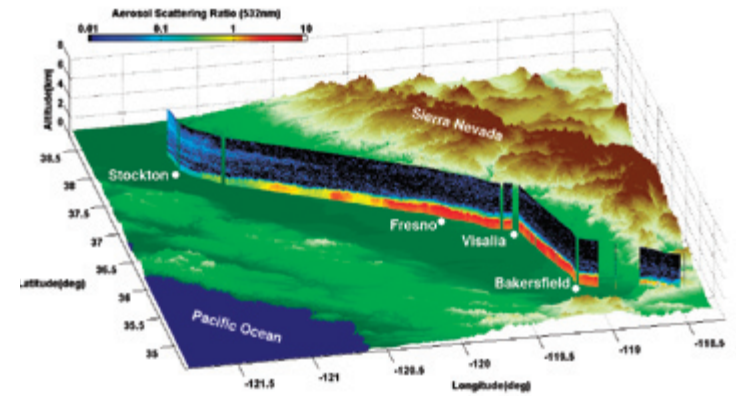 Aerosol Scattering Ratio (532nm)
0.01 0.1 1 10
Altitude(km)
8
6
4
2
0
Sierra Nevada
Stockton
Fresno
Visalia
Bakersfield
Pacific Ocean
38.5
38
37.5
37
36.5
36
35.5
35
atitude(deg)
-121.5
-121
-120.5
-120
-119.5
-119
-118.5
Longitude(deg)